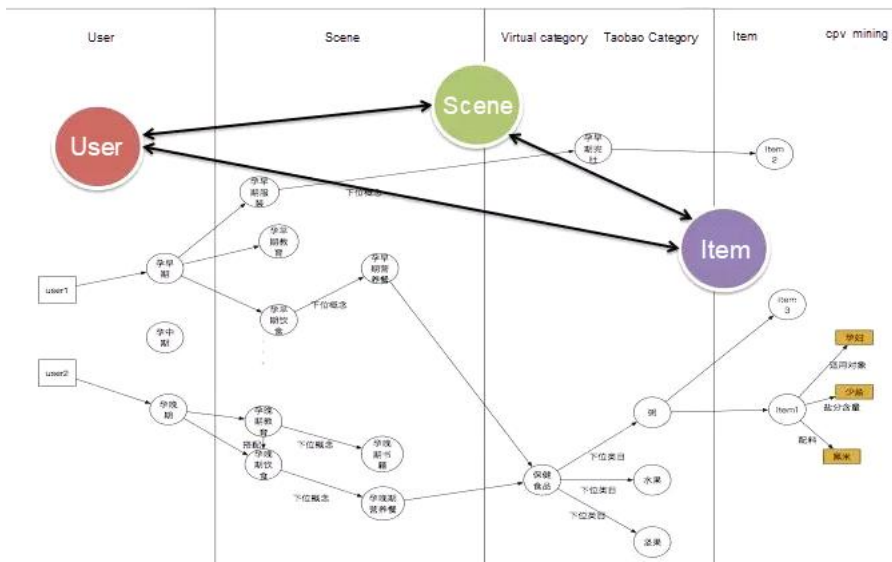 User
Scene
Virtual category
Taobao Category
Item
cpv mining
Scene
User
Item
孕早
期服
装
下位概念
孕早
期
Item
2
孕早
期教
育
孕早
期营
养餐
user1
孕早
期饮
食
下位概念
Item
3
孕中
期
孕妇
适用对象
user2
孕晚
期
孕晚
期教
育
搭配
下位概念
孕晚
期书
籍
孕晚
期饮
食
下位概念
孕晚期
营养餐
保健
食品
下位类目
粥
Item1
少盐
盐分含量
配料
黑米
下位类目
水果
下位类目
坚果